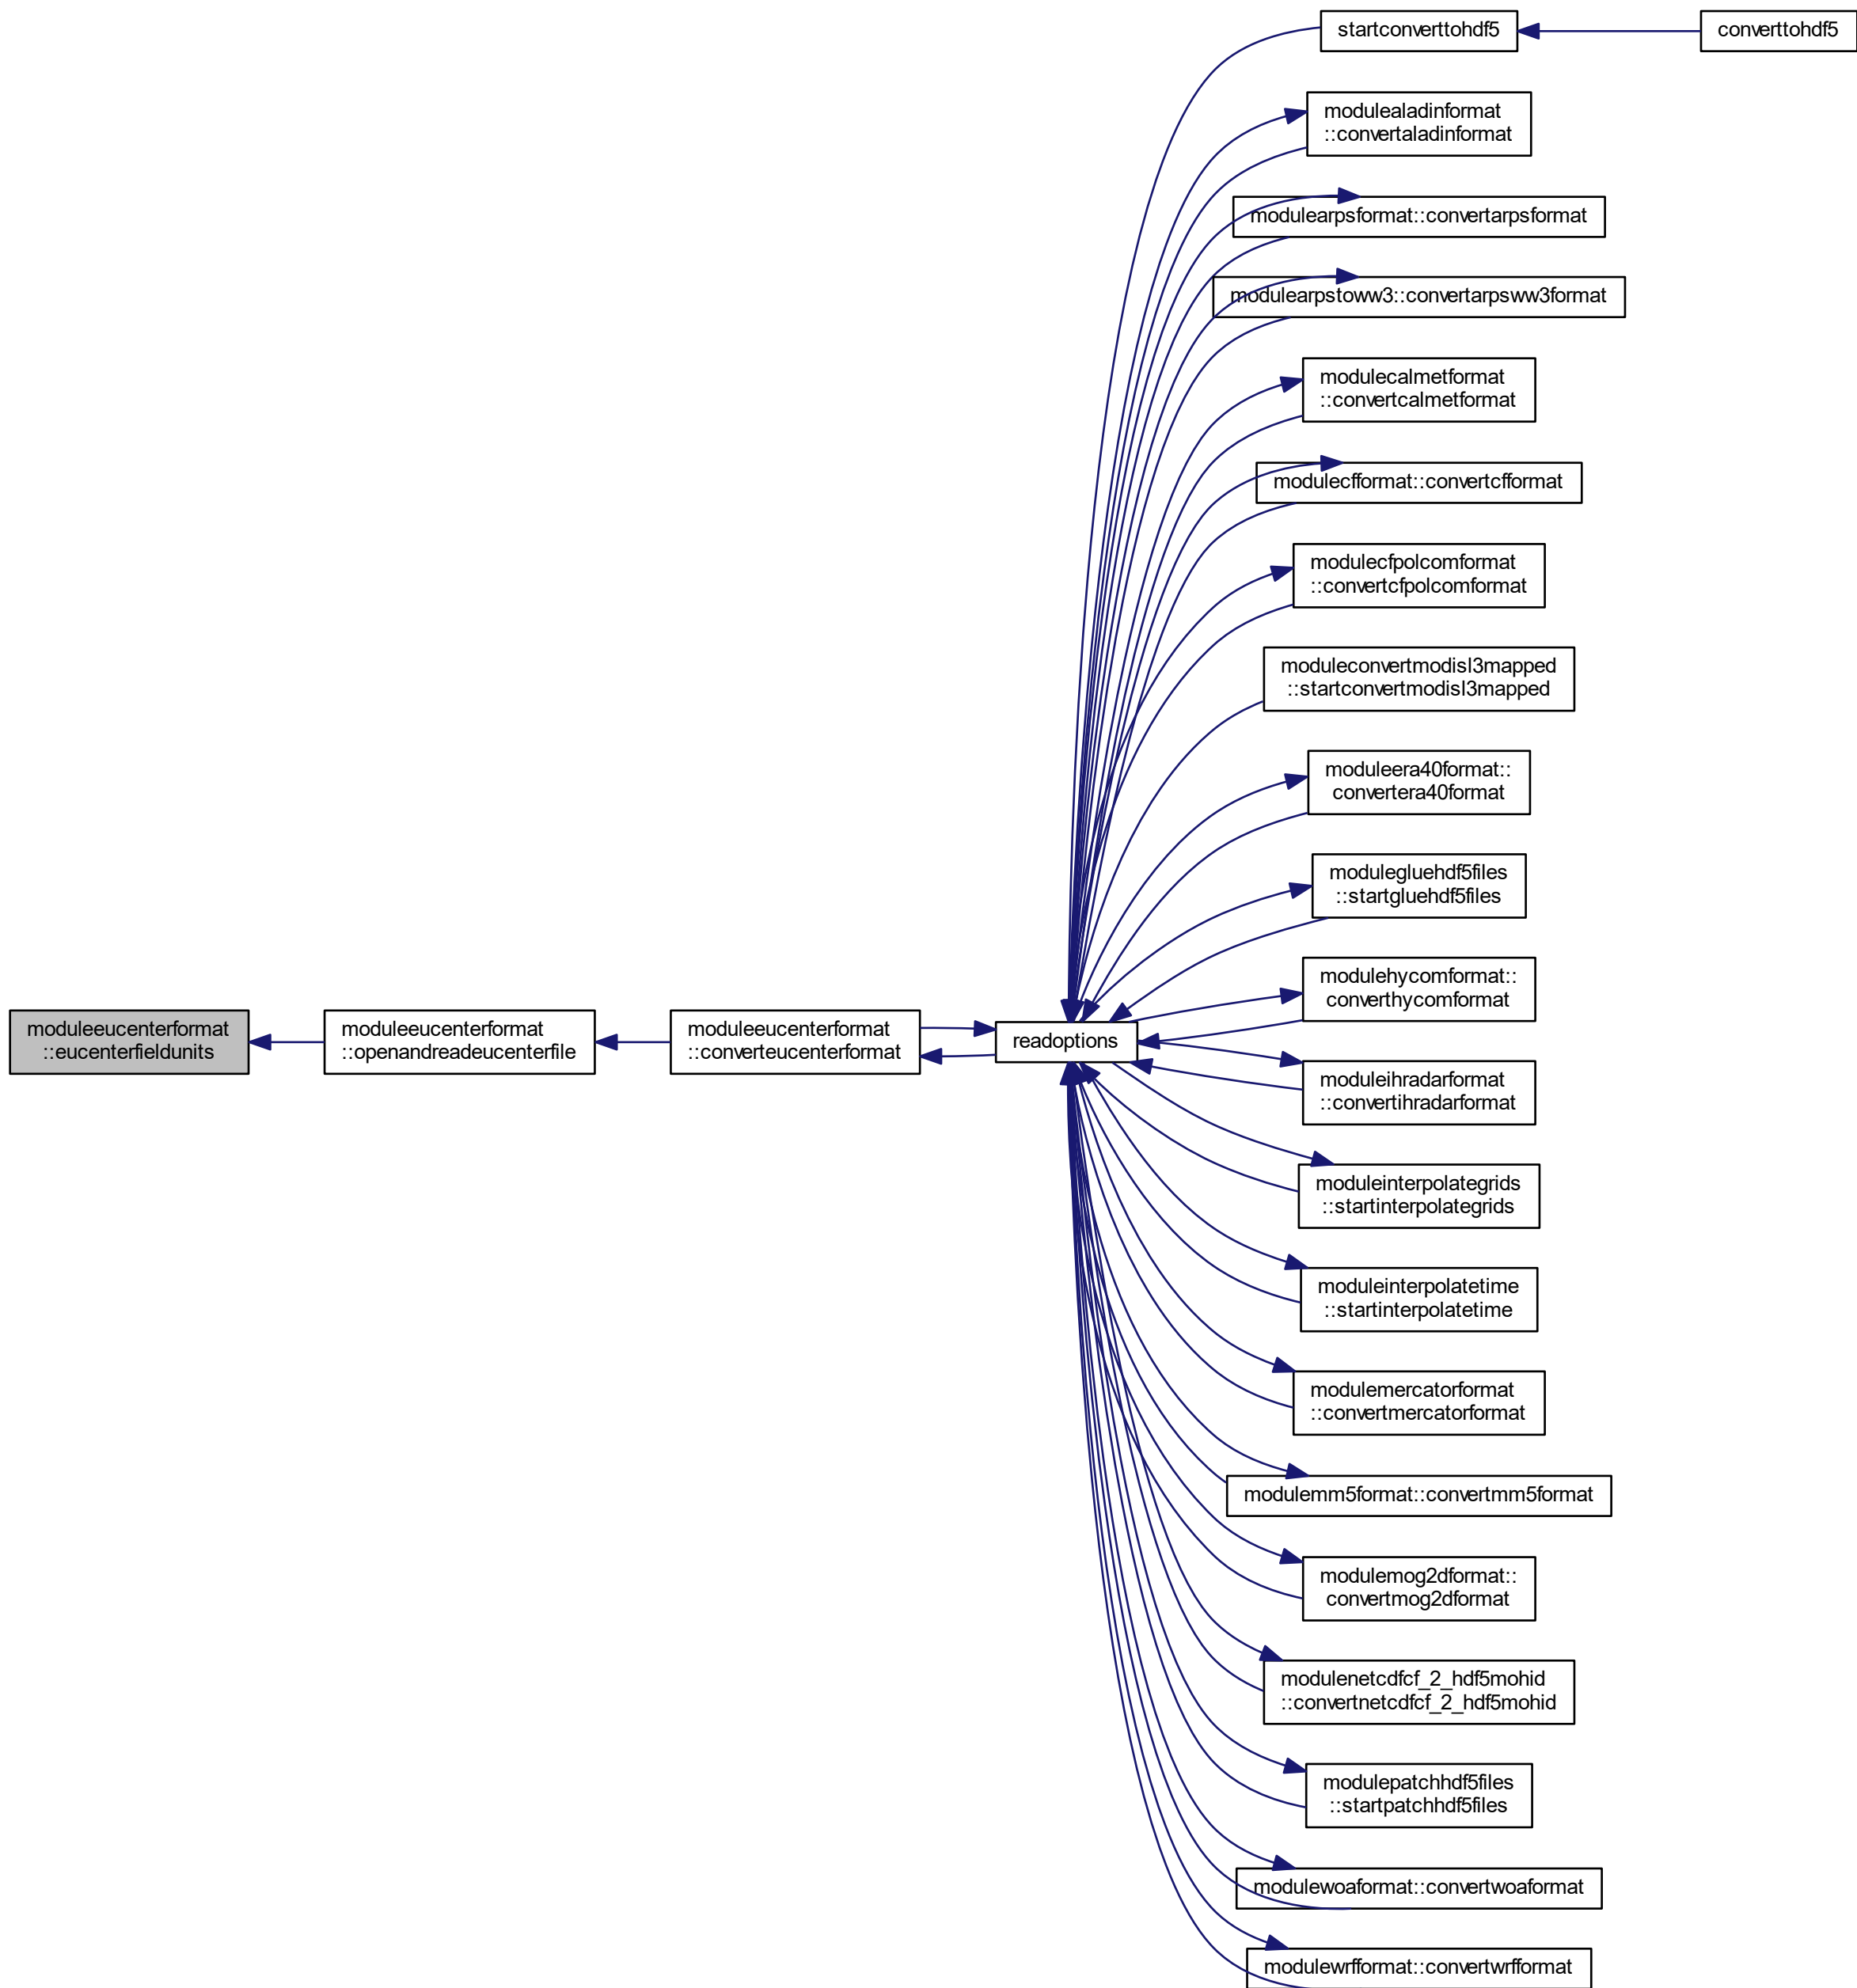 startconverttohdf5
converttohdf5
modulealadinformat
::convertaladinformat
modulearpsformat::convertarpsformat
modulearpstoww3::convertarpsww3format
modulecalmetformat
::convertcalmetformat
modulecfformat::convertcfformat
modulecfpolcomformat
::convertcfpolcomformat
moduleconvertmodisl3mapped
::startconvertmodisl3mapped
moduleera40format::
convertera40format
modulegluehdf5files
::startgluehdf5files
moduleeucenterformat
::eucenterfieldunits
moduleeucenterformat
::openandreadeucenterfile
moduleeucenterformat
::converteucenterformat
readoptions
modulehycomformat::
converthycomformat
moduleihradarformat
::convertihradarformat
moduleinterpolategrids
::startinterpolategrids
moduleinterpolatetime
::startinterpolatetime
modulemercatorformat
::convertmercatorformat
modulemm5format::convertmm5format
modulemog2dformat::
convertmog2dformat
modulenetcdfcf_2_hdf5mohid
::convertnetcdfcf_2_hdf5mohid
modulepatchhdf5files
::startpatchhdf5files
modulewoaformat::convertwoaformat
modulewrfformat::convertwrfformat